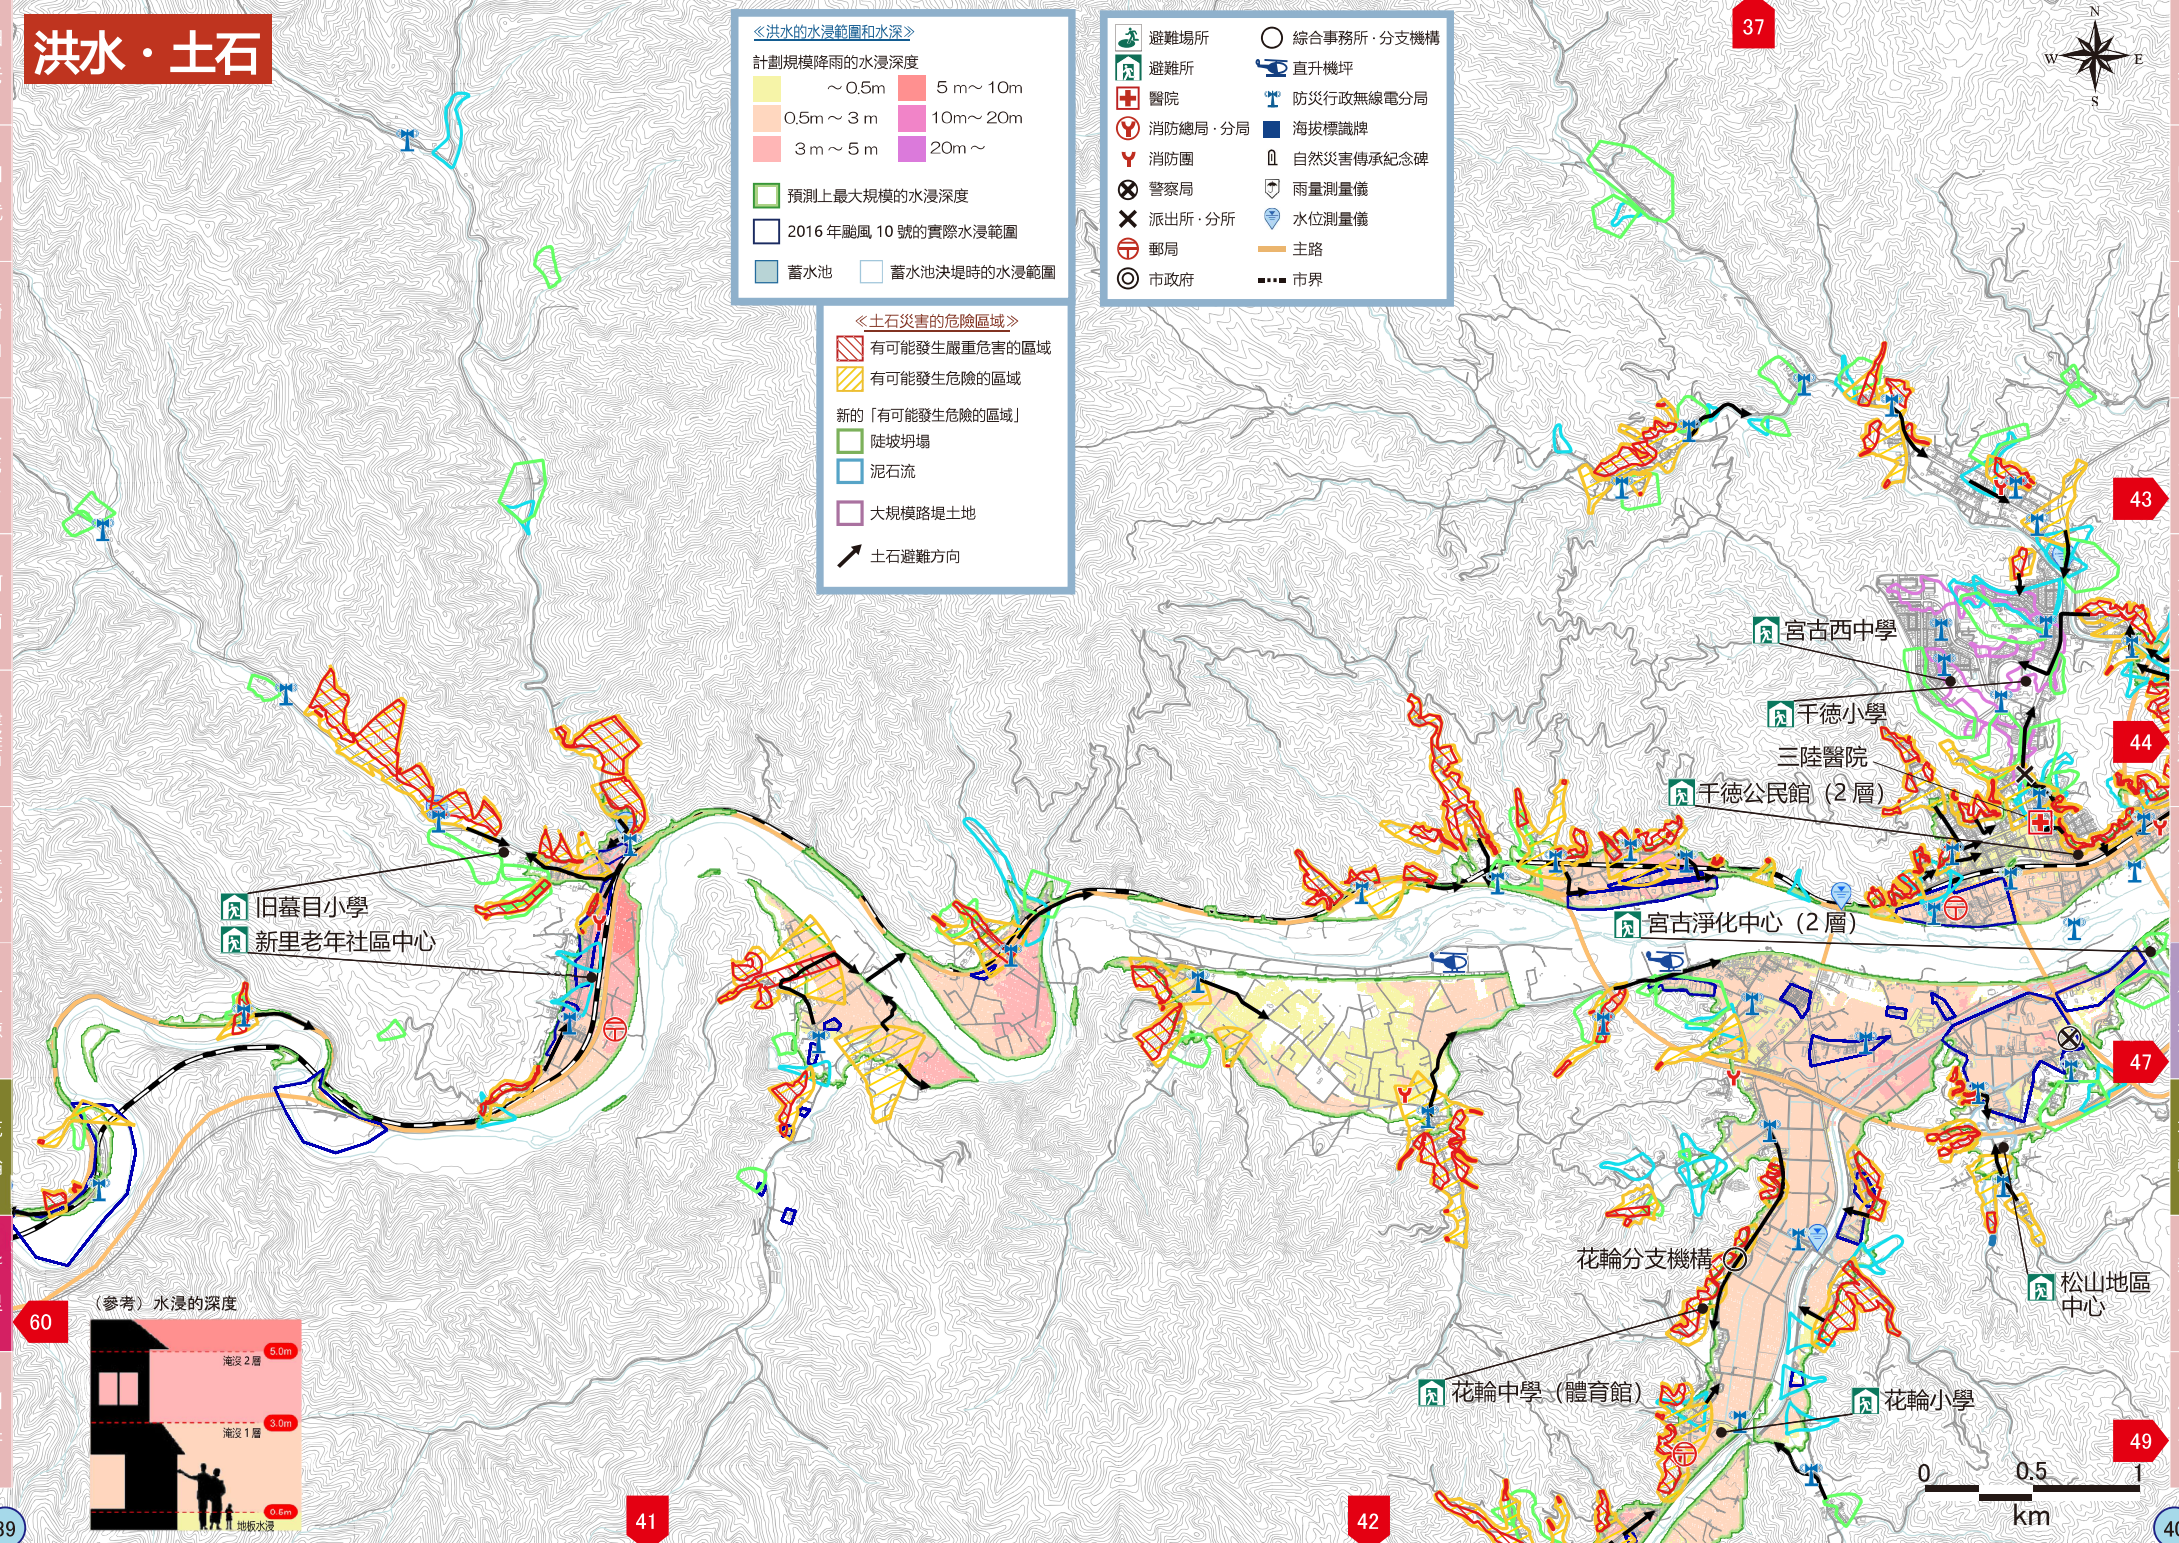 洪水・土石
≪洪水的水浸範圍和水深≫
計劃規模降雨的水浸深度
～0.5m
5 m～ 10m
0.5m～ 3 m
10m～ 20m
3 m～ 5 m
20m～
預測上最大規模的水浸深度
2016 年颱風 10 號的實際水浸範圍
蓄水池
蓄水池決堤時的水浸範圍
≪土石災害的危險區域≫
有可能發生嚴重危害的區域
有可能發生危險的區域
新的「有可能發生危險的區域」
陡坡坍塌
泥石流
大規模路堤土地
土石避難方向
避難場所
避難所
醫院
消防總局・分局
消防團
警察局
派出所・分所
郵局
市政府
綜合事務所・分支機構
直升機坪
防災行政無線電分局
海拔標識牌
自然災害傳承紀念碑
雨量測量儀
水位測量儀
主路
市界
37
N
W
E
S
43
宮古西中學
千徳小學
44
三陸醫院
千徳公民館（2 層）
宮古淨化中心（2 層）
旧蟇目小學
新里老年社區中心
47
花輪分支機構
松山地區
中心
花輪中學（體育館）
花輪小學
60
（參考）水浸的深度
5.0m
淹沒 2 層
3.0m
淹沒 1 層
0.5m
地板水浸
49
0
0.5
1
km
39
41
42
40